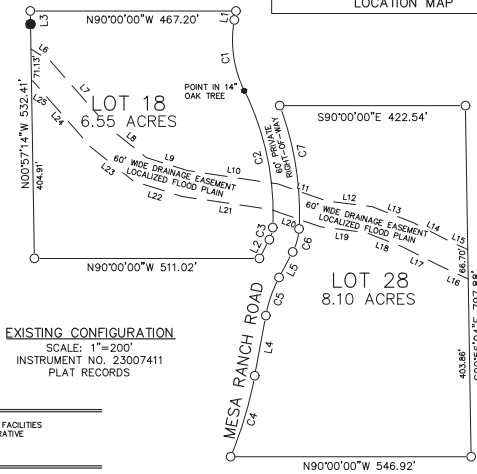 LOCATION MAP
N90°00'00"W 467.20'
L3
L1
L6
71.13'
C1
L7
POINT IN 14"
OAK TREE
L25
LOT 18
6.55 ACRES
L24
N00°57'14"W 532.41'
L8
S90°00'00"E 422.54'
60' PRIVATE
RIGHT-OF-WAY
C7
C2
L9
L10
60' WIDE DRAINAGE EASEMENT
LOCALIZED FLOOD PLAIN
L23
L22
L21
404.91'
L11
L12
L13
L14
L15
60' WIDE DRAINAGE EASEMENT
LOCALIZED FLOOD PLAIN
L20
L19
L18
L17
L16
66.70'
C3
C6
L2
L5
N90°00'00"W 511.02'
LOT 28
8.10 ACRES
C5
MESA RANCH ROAD
L4
C4
403.86'
EXISTING CONFIGURATION
SCALE: 1"=200'
INSTRUMENT NO. 23007411
PLAT RECORDS
FACILITIES
RATIVE
N90°00'00"W 546.92'